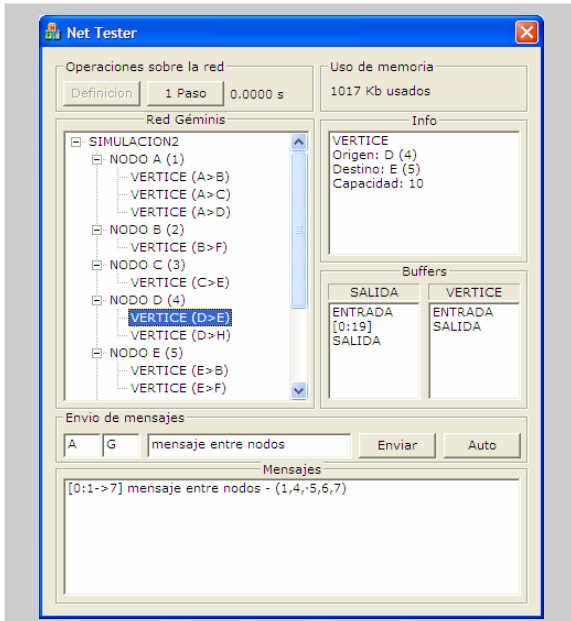 Net Tester
Operaciones sobre la red
Definicion
1 Paso
0.0000 s
Uso de memoria
1017 Kb usados
Red Géminis
SIMULACION2
NODO A (1)
VERTICE (A>B)
VERTICE (A>C)
VERTICE (A>D)
NODO B (2)
VERTICE (B>F)
NODO C (3)
VERTICE (C>E)
NODO D (4)
VERTICE (D>E)
VERTICE (D>H)
NODO E (5)
VERTICE (E>B)
VERTICE (E>F)
Info
VERTICE
Origen: D (4)
Destino: E (5)
Capacidad: 10
Buffers
SALIDA
ENTRADA
[0:19]
SALIDA
VERTICE
ENTRADA
SALIDA
Envio de mensajes
A
G
mensaje entre nodos
Enviar
Auto
Mensajes
[0:1->7] mensaje entre nodos - (1,4,-5,6,7)